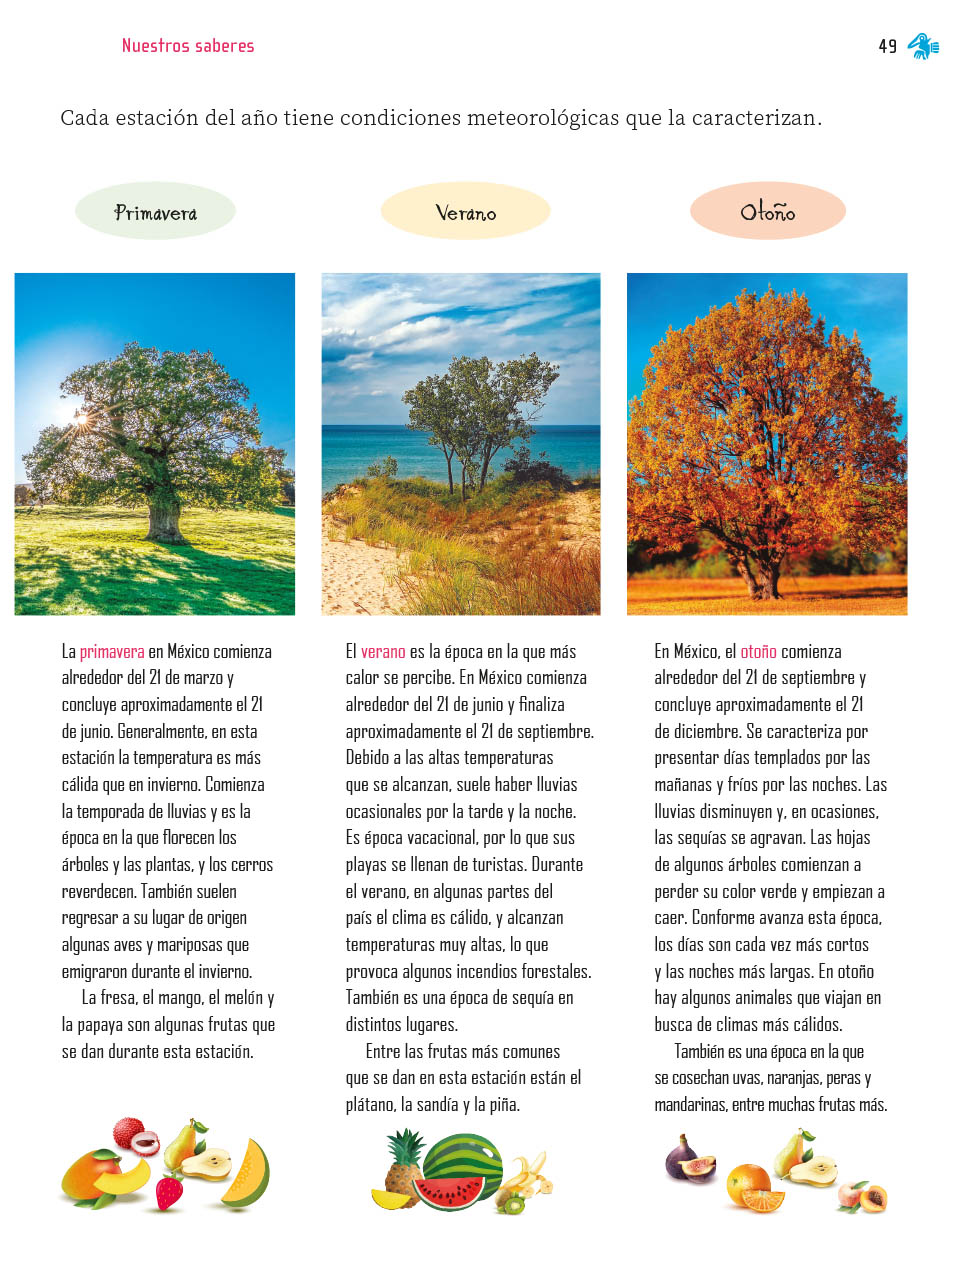 Nuestros saberes
49
Cada estación del año tiene condiciones meteorológicas que la caracterizan.
Primavera
Verano
Otoño
La primavera en México comienza
alrededor del 21 de marzo y
concluye aproximadamente el 21
de junio. Generalmente, en esta
estación la temperatura es más
cálida que en invierno. Comienza
la temporada de lluvias y es la
época en la que florecen los
árboles y las plantas, y los cerros
reverdecen. También suelen
regresar a su lugar de origen
algunas aves y mariposas que
emigraron durante el invierno.
La fresa, el mango, el melón y
la papaya son algunas frutas que
se dan durante esta estación.
El verano es la época en la que más
calor se percibe. En México comienza
alrededor del 21 de junio y finaliza
aproximadamente el 21 de septiembre.
Debido a las altas temperaturas
que se alcanzan, suele haber lluvias
ocasionales por la tarde y la noche.
Es época vacacional, por lo que sus
playas se llenan de turistas. Durante
el verano, en algunas partes del
país el clima es cálido, y alcanzan
temperaturas muy altas, lo que
provoca algunos incendios forestales.
También es una época de sequía en
distintos lugares.
Entre las frutas más comunes
que se dan en esta estación están el
plátano, la sandía y la piña.
En México, el otoño comienza
alrededor del 21 de septiembre y
concluye aproximadamente el 21
de diciembre. Se caracteriza por
presentar días templados por las
mañanas y fríos por las noches. Las
lluvias disminuyen y, en ocasiones,
las sequías se agravan. Las hojas
de algunos árboles comienzan a
perder su color verde y empiezan a
caer. Conforme avanza esta época,
los días son cada vez más cortos
y las noches más largas. En otoño
hay algunos animales que viajan en
busca de climas más cálidos.
También es una época en la que
se cosechan uvas, naranjas, peras y
mandarinas, entre muchas frutas más.